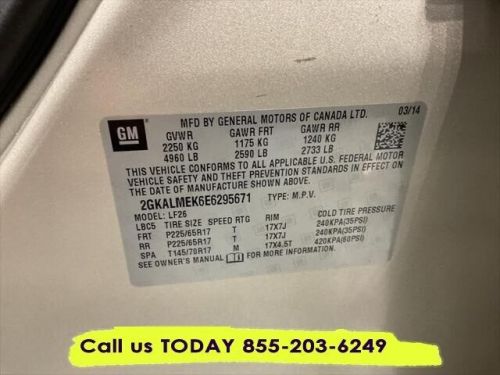 GM
MFD BY GENERAL MOTORS OF CANADA LTD.
03/14
GVWR GAWR FRT GAWR RR
2250 KG 1175 KG 1240 KG
4960 LB 2590 LB 2733 LB
THIS VEHICLE CONFORMS TO ALL APPLICABLE U.S. FEDERAL MOTOR
VEHICLE SAFETY AND THEFT PREVENTION STANDARDS IN EFFECT ON
THE DATE OF MANUFACTURE SHOWN ABOVE.
2GKALMEK6E6295671 TYPE: M.P.V.
MODEL: LF26
LBC5 TIRE SIZE SPEED RTG RIM COLD TIRE PRESSURE
FRT P225/65R17 T 17X7J 240KPA(35PSI)
RR P225/65R17 T 17X7J 240KPA(35PSI)
SPA T145/70R17 M 17X4.5T 420KPA(60PSI)
SEE OWNER'S MANUAL FOR MORE INFORMATION.
Call us TODAY 855-203-6249